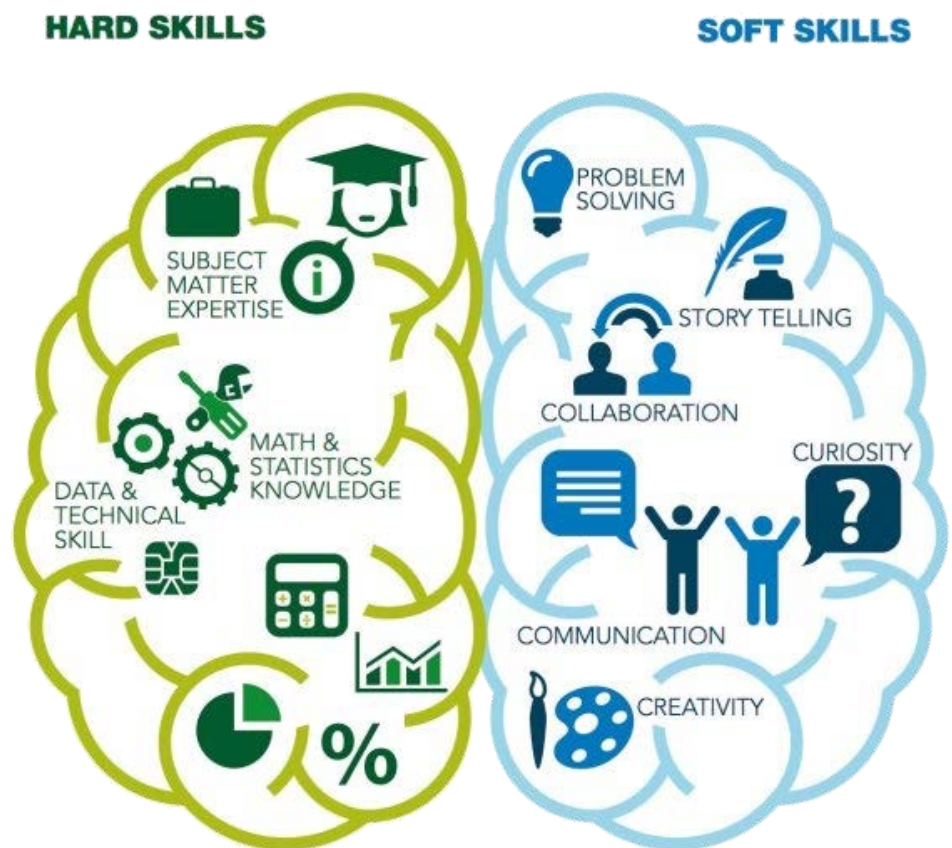 HARD SKILLS
SOFT SKILLS
SUBJECT
MATTER
EXPERTISE
i
MATH &
STATISTICS
KNOWLEDGE
DATA &
TECHNICAL
SKILL
%
PROBLEM
SOLVING
STORY TELLING
COLLABORATION
CURIOSITY
?
COMMUNICATION
CREATIVITY